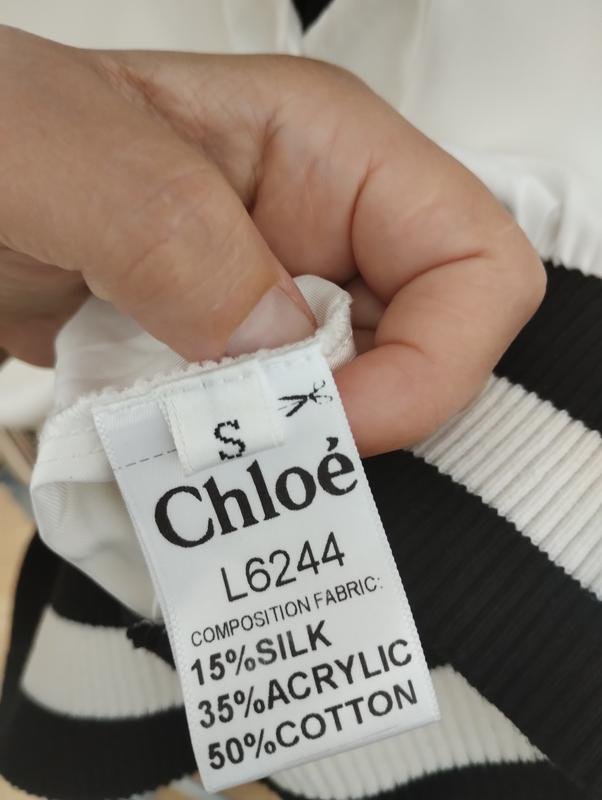 S
Chloé
L6244
COMPOSITION FABRIC:
15%SILK
35%ACRYLIC
50%COTTON